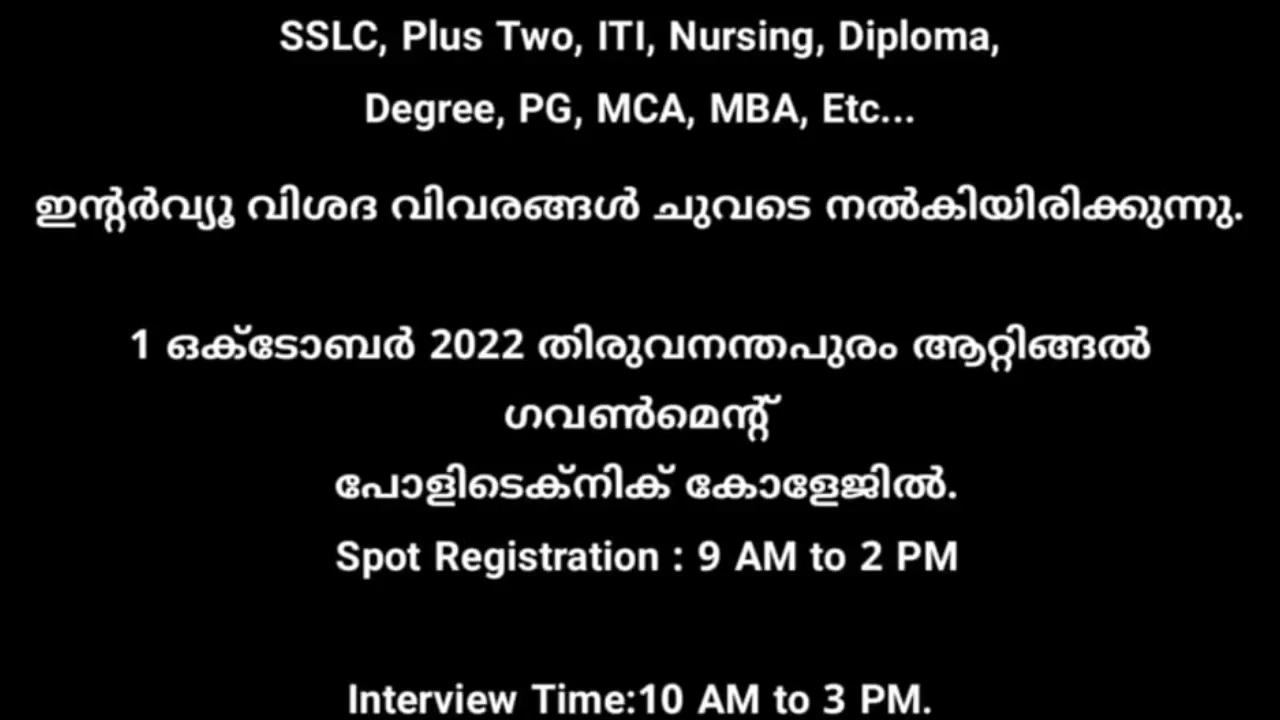 SSLC, Plus Two, ITI, Nursing, Diploma,
Degree, PG, MCA, MBA, Etc...
ഇന്റർവ്യൂ വിശദ വിവരങ്ങൾ ചുവടെ നൽകിയിരിക്കുന്നു.
1 ഒക്ടോബർ 2022 തിരുവനന്തപുരം ആറ്റിങ്ങൽ
ഗവൺമെന്റ്
പോളിടെക്നിക് കോളേജിൽ.
Spot Registration : 9 AM to 2 PM
Interview Time:10 AM to 3 PM.